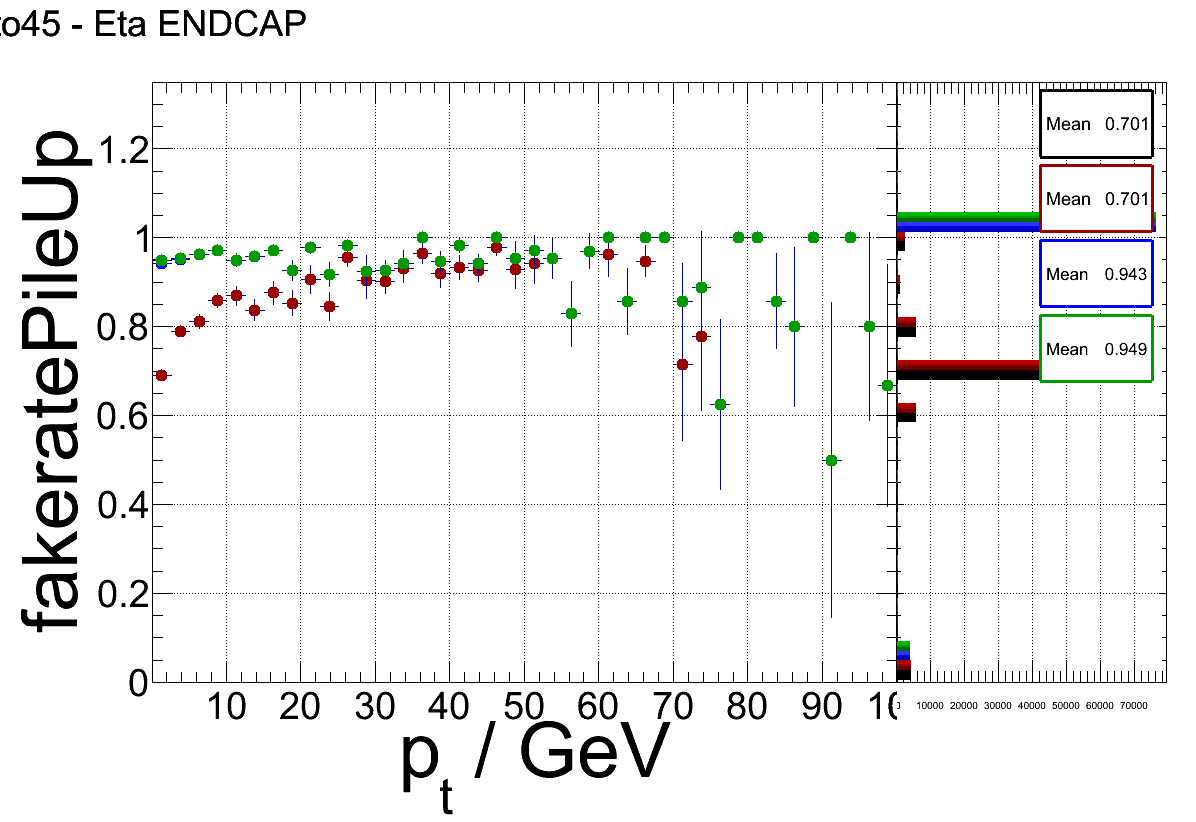 to45 - Eta ENDCAP
fakeratePileUp
1.2
1
0.8
0.6
0.4
0.2
0
10 20 30 40 50 60 70 80 90 10
p t / GeV
Mean 0.701
Mean 0.701
Mean 0.943
Mean 0.949
0 10000 20000 30000 40000 50000 60000 70000